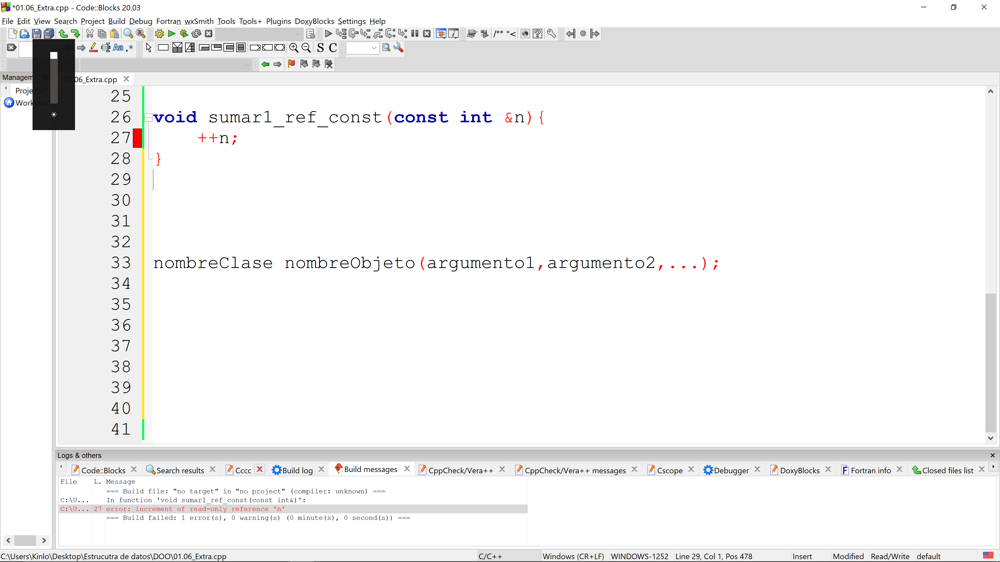 *01.06_Extra.cpp - Code::Blocks 20.03
File Edit View Search Project Build Debug Fortran wxSmith Tools Tools+ Plugins DoxyBlocks Settings Help
/** *<
Aa .* S C
Managem
06_Extra.cpp
25
26 void sumar1_ref_const(const int &n){
27 ++n;
28 }
29
30
31
32
33 nombreClase nombreObjeto(argumento1,argumento2,...);
34
35
36
37
38
39
40
41
Logs & others
Code::Blocks Search results Cccc Build log Build messages CppCheck/Vera++ CppCheck/Vera++ messages Cscope Debugger DoxyBlocks Fortran info Closed files list
File L. Message
=== Build file: "no target" in "no project" (compiler: unknown) ===
C:\U... In function 'void sumar1_ref_const(const int&)':
C:\U... 27 error: increment of read-only reference 'n'
=== Build failed: 1 error(s), 0 warning(s) (0 minute(s), 0 second(s)) ===
C:\Users\Kinlo\Desktop\Estrucutra de datos\DOO\01.06_Extra.cpp C/C++ Windows (CR+LF) WINDOWS-1252 Line 29, Col 1, Pos 478 Insert Modified Read/Write default